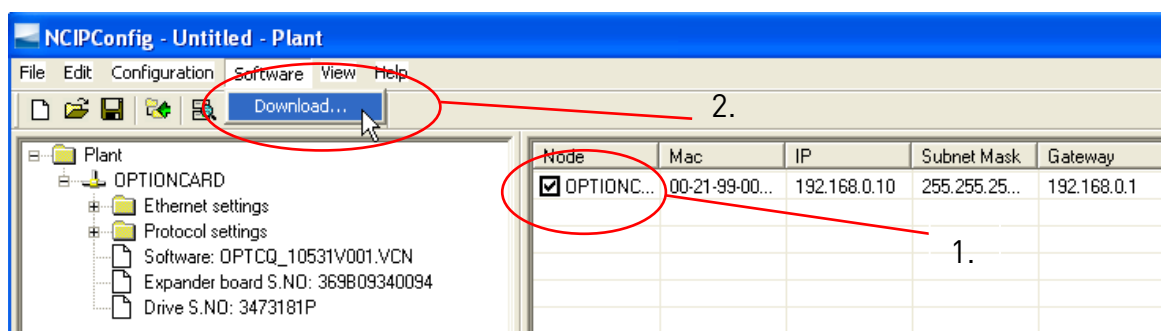 NCIPConfig - Untitled - Plant
File Edit Configuration Software View Help
Download...
2.
Plant
OPTIONCARD
Ethernet settings
Protocol settings
Software: OPTCQ_10531V001.VCN
Expander board S.NO: 369B09340094
Drive S.NO: 3473181P
Node Mac IP Subnet Mask Gateway
OPTIONC... 00-21-99-00... 192.168.0.10 255.255.25... 192.168.0.1
1.